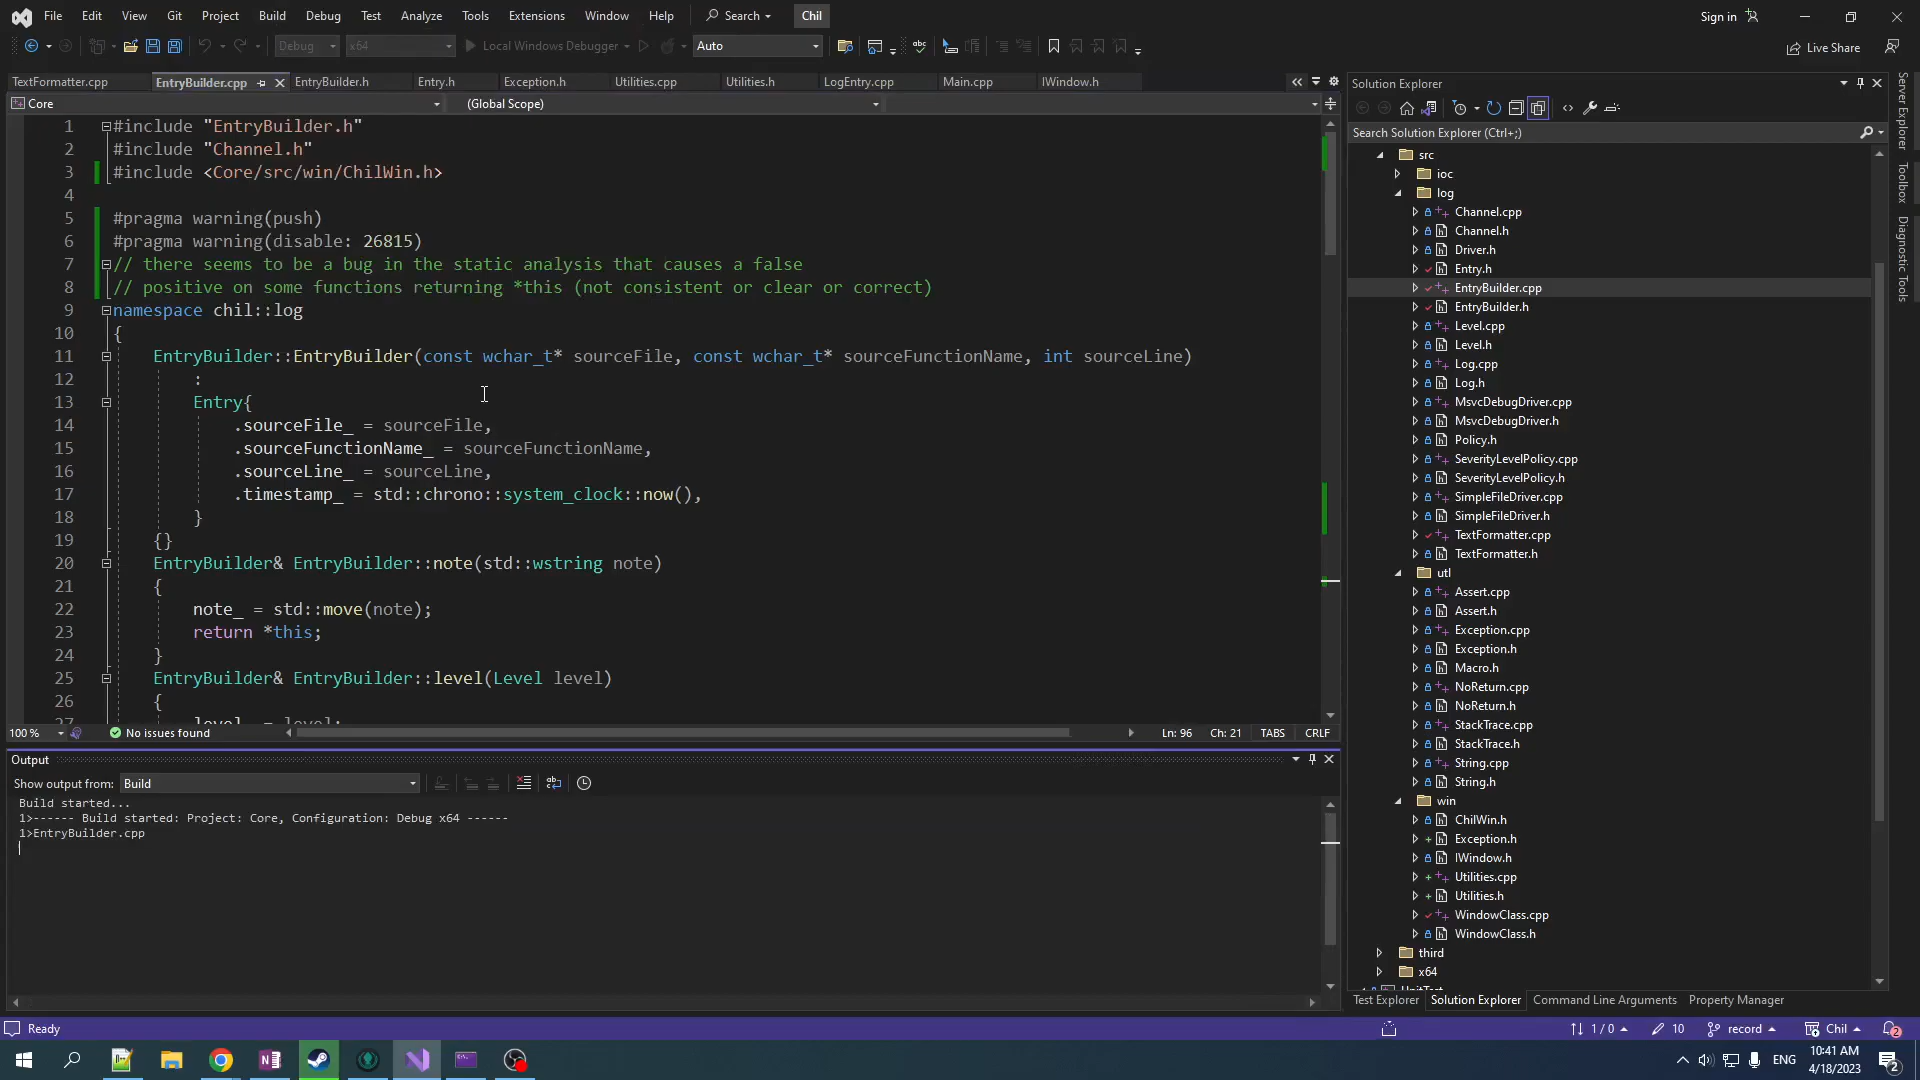 File Edit View Git Project Build Debug Test Analyze Tools Extensions Window Help Search Chil Sign in
Debug x64 Local Windows Debugger Auto Live Share
TextFormatter.cpp EntryBuilder.cpp EntryBuilder.h Entry.h Exception.h Utilities.cpp Utilities.h LogEntry.cpp Main.cpp IWindow.h
Core (Global Scope)
1 #include "EntryBuilder.h"
2 #include "Channel.h"
3 #include <Core/src/win/ChilWin.h>
4
5 #pragma warning(push)
6 #pragma warning(disable: 26815)
7 // there seems to be a bug in the static analysis that causes a false
8 // positive on some functions returning *this (not consistent or clear or correct)
9 namespace chil::log
10 {
11 EntryBuilder::EntryBuilder(const wchar_t* sourceFile, const wchar_t* sourceFunctionName, int sourceLine)
12 :
13 Entry{
14 .sourceFile_ = sourceFile,
15 .sourceFunctionName_ = sourceFunctionName,
16 .sourceLine_ = sourceLine,
17 .timestamp_ = std::chrono::system_clock::now(),
18 }
19 {}
20 EntryBuilder& EntryBuilder::note(std::wstring note)
21 {
22 note_ = std::move(note);
23 return *this;
24 }
25 EntryBuilder& EntryBuilder::level(Level level)
26 {
27 level_ = level;
100 % No issues found Ln: 96 Ch: 21 TABS CRLF
Output
Show output from: Build
Build started...
1>------ Build started: Project: Core, Configuration: Debug x64 ------
1>EntryBuilder.cpp
Solution Explorer
Search Solution Explorer (Ctrl+;)
src
ioc
log
Channel.cpp
Channel.h
Driver.h
Entry.h
EntryBuilder.cpp
EntryBuilder.h
Level.cpp
Level.h
Log.cpp
Log.h
MsvcDebugDriver.cpp
MsvcDebugDriver.h
Policy.h
SeverityLevelPolicy.cpp
SeverityLevelPolicy.h
SimpleFileDriver.cpp
SimpleFileDriver.h
TextFormatter.cpp
TextFormatter.h
utl
Assert.cpp
Assert.h
Exception.cpp
Exception.h
Macro.h
NoReturn.cpp
NoReturn.h
StackTrace.cpp
StackTrace.h
String.cpp
String.h
win
ChilWin.h
Exception.h
IWindow.h
Utilities.cpp
Utilities.h
WindowClass.cpp
WindowClass.h
third
x64
UnitTest
Test Explorer Solution Explorer Command Line Arguments Property Manager
Server Explorer
Toolbox
Diagnostic Tools
Ready 1 / 0 10 record Chil 2
ENG 10:41 AM
4/18/2023 2